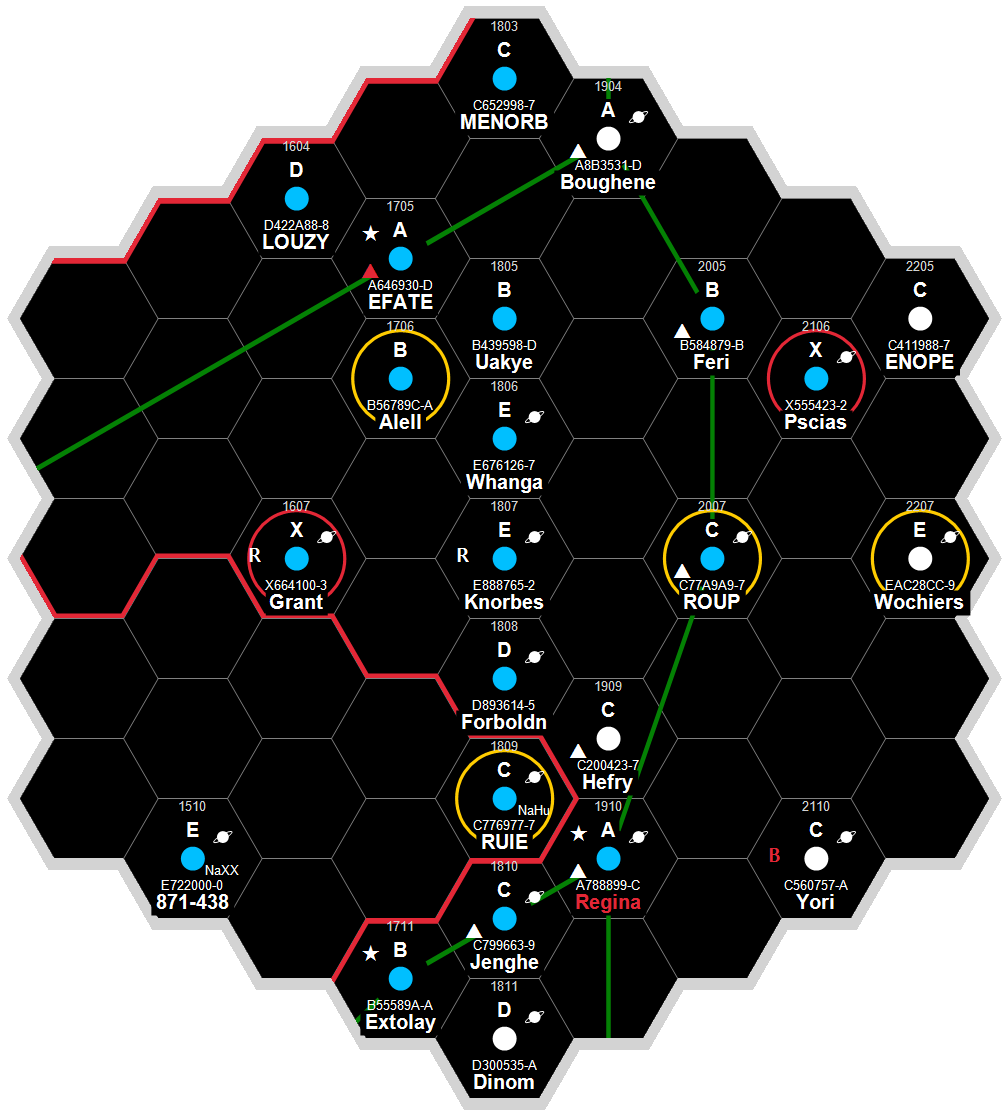 1803
C
C652998-7
MENORB
1904
A
A8B3531-D
Boughene
1604
D
D422A88-8
LOUZY
1705
A
A646930-D
EFATE
1805
B
B439598-D
Uakye
2005
B
B584879-B
Feri
2205
C
C411988-7
ENOPE
1706
B
B56789C-A
Alell
2106
X
X555423-2
Pscias
1806
E
E676126-7
Whanga
1607
X
R
X664100-3
Grant
1807
E
R
E888765-2
Knorbes
2007
C
C77A9A9-7
ROUP
2207
E
EAC28CC-9
Wochiers
1808
D
D893614-5
Forboldn
1909
C
C200423-7
Hefry
1809
C
NaHu
C776977-7
RUIE
1510
E
NaXX
E722000-0
871-438
1910
A
A788899-C
Regina
2110
C
B
C560757-A
Yori
1810
C
C799663-9
Jenghe
1711
B
B55589A-A
Extolay
1811
D
D300535-A
Dinom